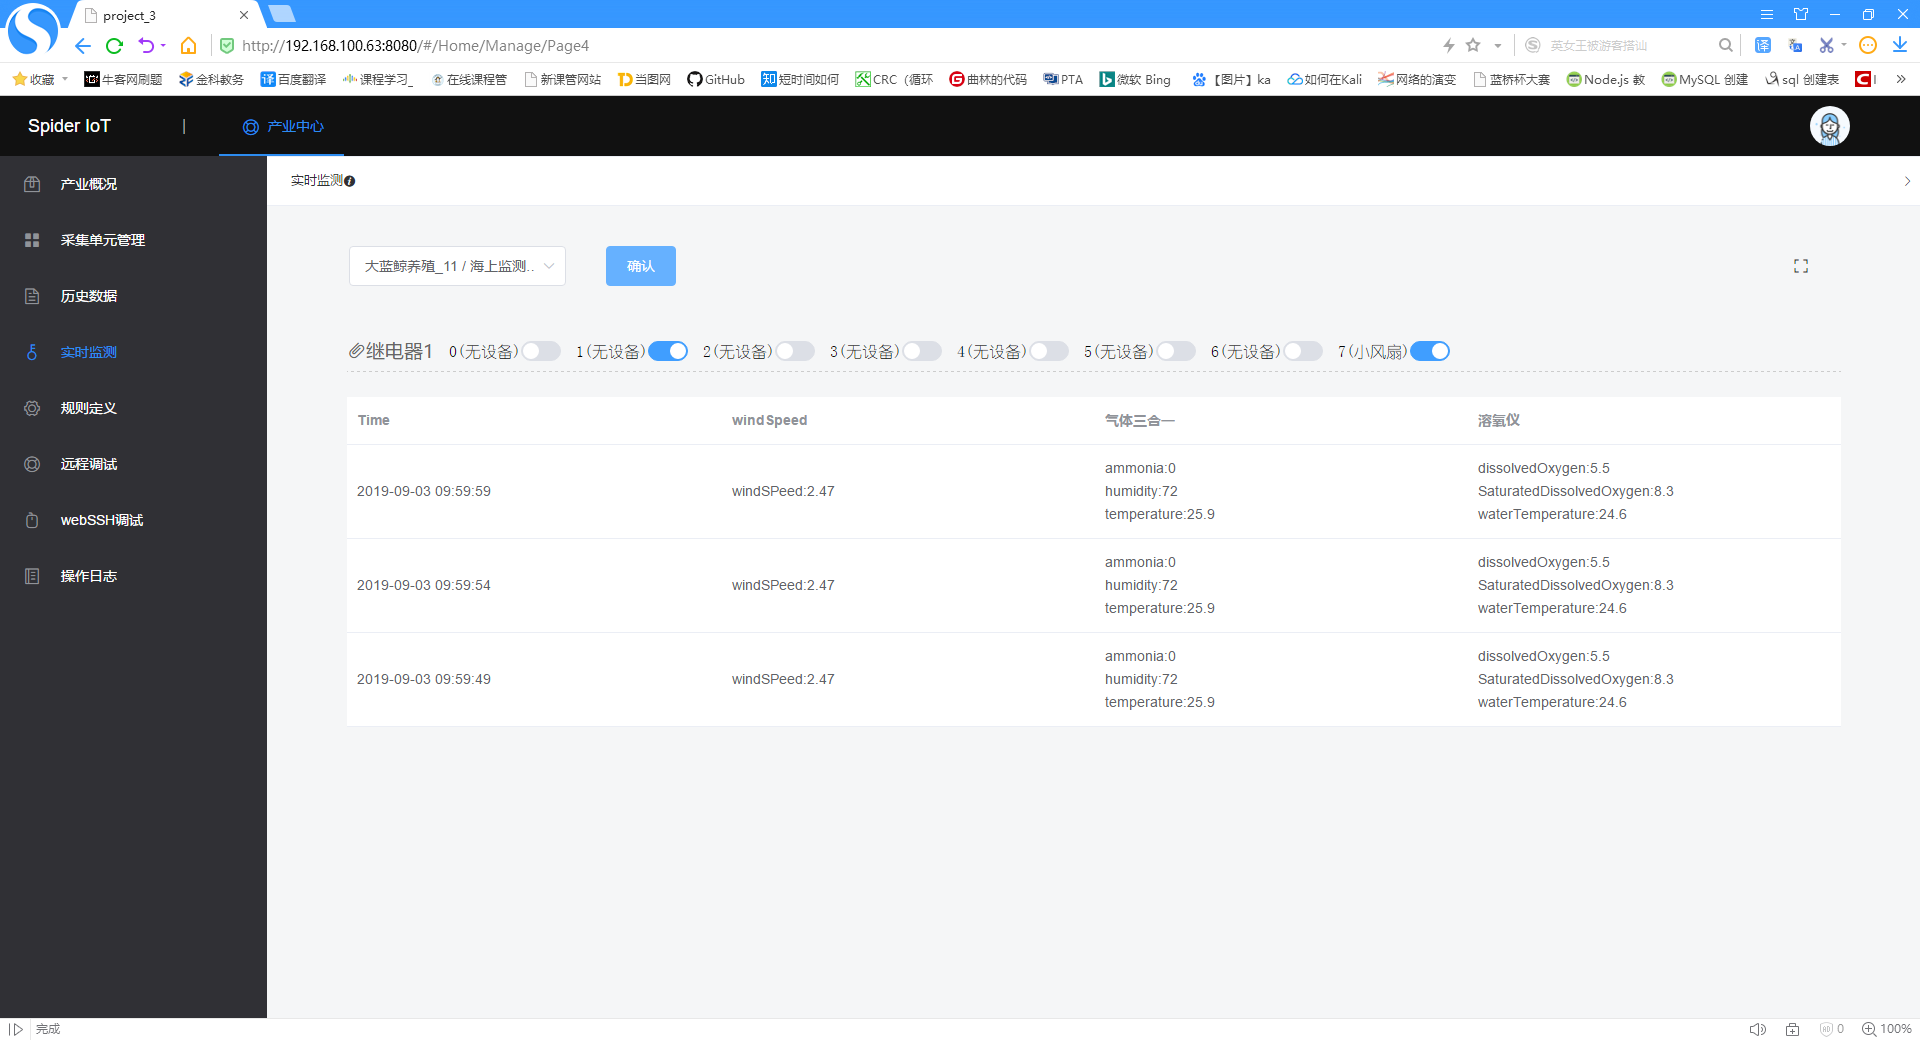 project_3
http://192.168.100.63:8080/#/Home/Manage/Page4
英女王被游客搭讪
收藏 牛客网刷题 金科教务 百度翻译 课程学习_ 在线课程管 新课管网站 当图网 GitHub 短时间如何 CRC（循环 曲林的代码 PTA 微软 Bing 【图片】ka 如何在Kali 网络的演变 蓝桥杯大赛 Node.js 教 MySQL 创建 sql 创建表
Spider IoT | 产业中心
产业概况
采集单元管理
历史数据
实时监测
规则定义
远程调试
webSSH调试
操作日志
实时监测
大蓝鲸养殖_11 / 海上监测.. 确认
继电器1 0(无设备) 1(无设备) 2(无设备) 3(无设备) 4(无设备) 5(无设备) 6(无设备) 7(小风扇)
Time windSpeed 气体三合一 溶氧仪
2019-09-03 09:59:59 windSPeed:2.47
ammonia:0
humidity:72
temperature:25.9
dissolvedOxygen:5.5
SaturatedDissolvedOxygen:8.3
waterTemperature:24.6
2019-09-03 09:59:54 windSPeed:2.47
ammonia:0
humidity:72
temperature:25.9
dissolvedOxygen:5.5
SaturatedDissolvedOxygen:8.3
waterTemperature:24.6
2019-09-03 09:59:49 windSPeed:2.47
ammonia:0
humidity:72
temperature:25.9
dissolvedOxygen:5.5
SaturatedDissolvedOxygen:8.3
waterTemperature:24.6
完成
0 100%